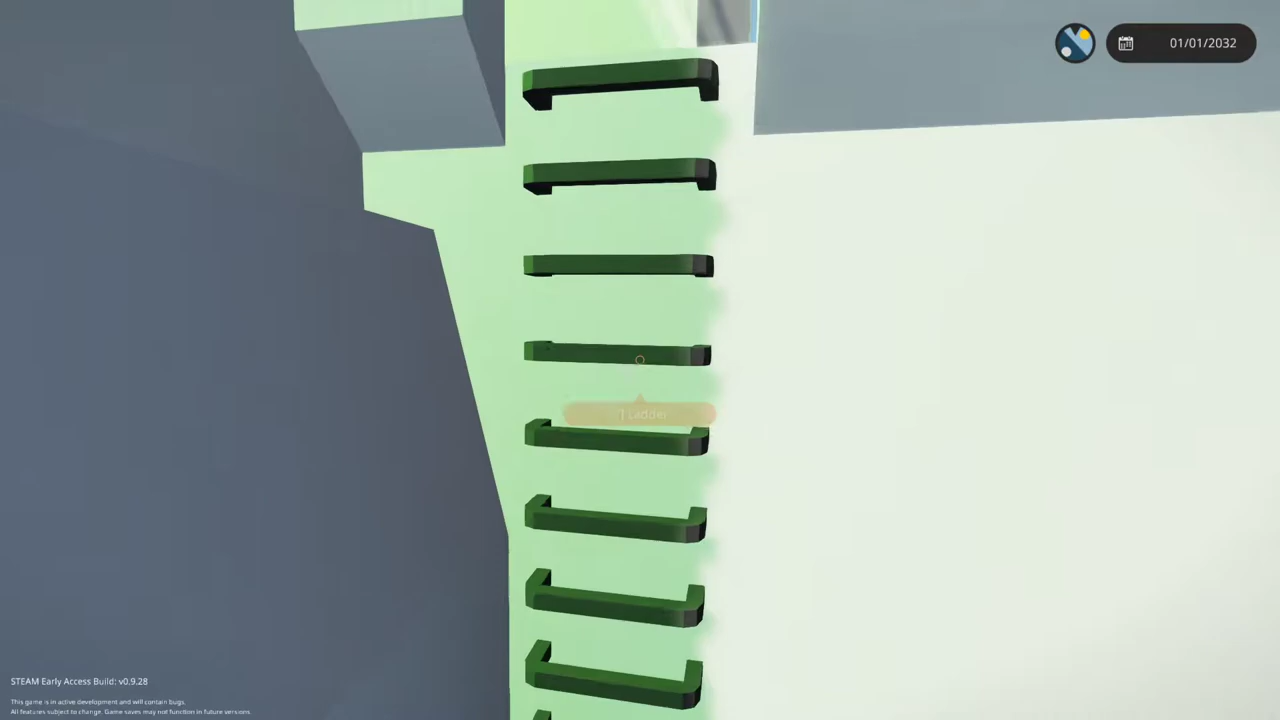 01/01/2032
1 Ladder
STEAM Early Access Build: v0.9.28
This game is in active development and will contain bugs.
All features subject to change. Game saves may not function in future versions